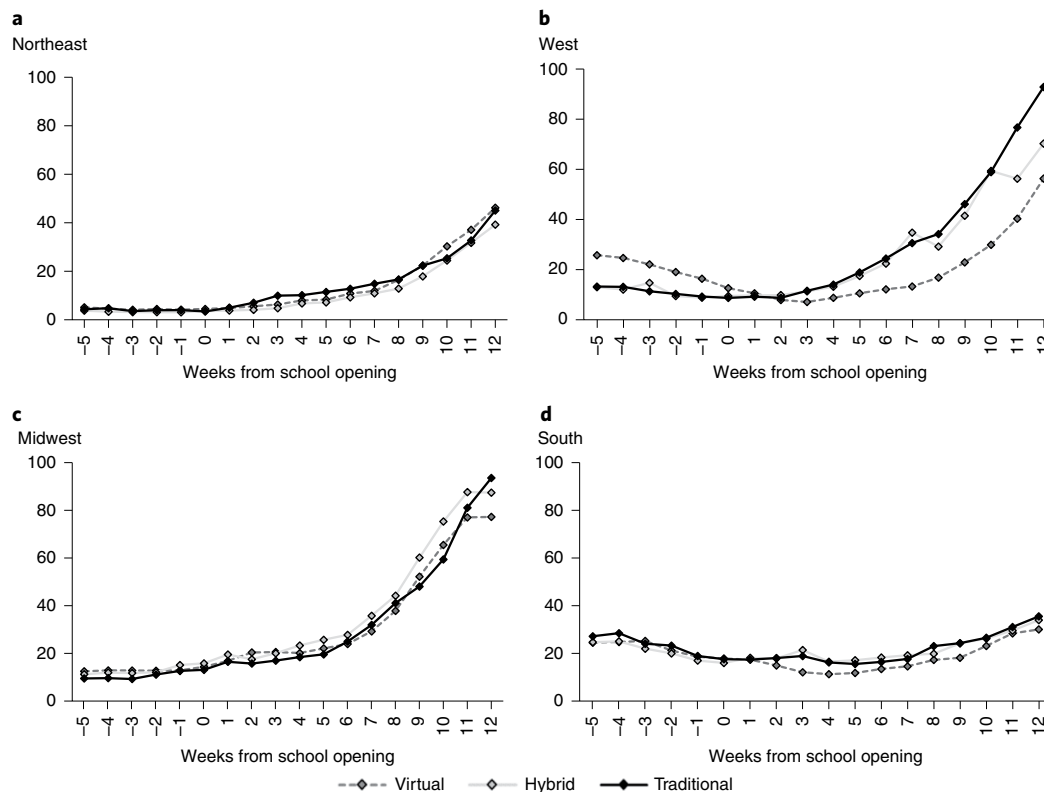 a
Northeast
100
80
60
40
20
0
–5 –4 –3 –2 –1 0 1 2 3 4 5 6 7 8 9 10 11 12
Weeks from school opening
b
West
100
80
60
40
20
0
–5 –4 –3 –2 –1 0 1 2 3 4 5 6 7 8 9 10 11 12
Weeks from school opening
c
Midwest
100
80
60
40
20
0
–5 –4 –3 –2 –1 0 1 2 3 4 5 6 7 8 9 10 11 12
Weeks from school opening
d
South
100
80
60
40
20
0
–5 –4 –3 –2 –1 0 1 2 3 4 5 6 7 8 9 10 11 12
Weeks from school opening
Virtual Hybrid Traditional